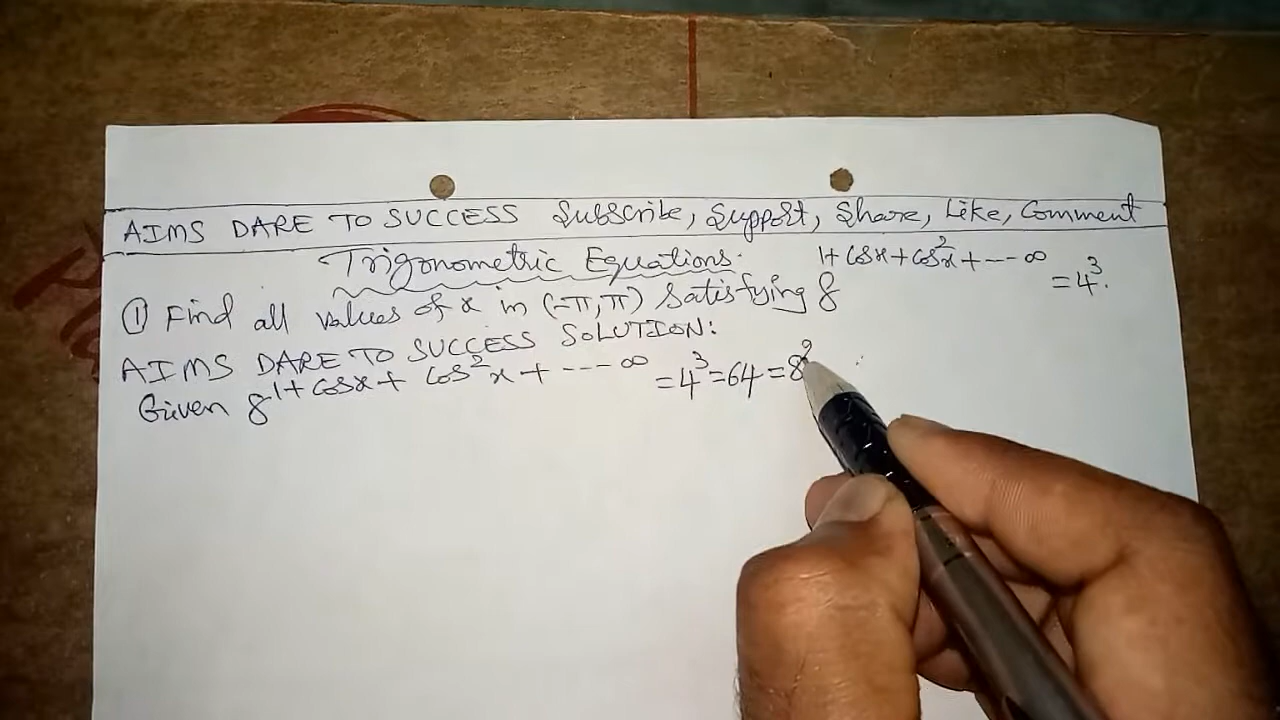 AIMS DARE TO SUCCESS Subscribe, Support, Share, Like, Comment
Trigonometric Equations.
① Find all values of x in (-π, π) Satisfying 8^(1+cosx+cos²x+---∞) = 4³.
AIMS DARE TO SUCCESS SOLUTION:
Given 8^(1+cosx+cos²x+---∞) = 4³ = 64 = 8²